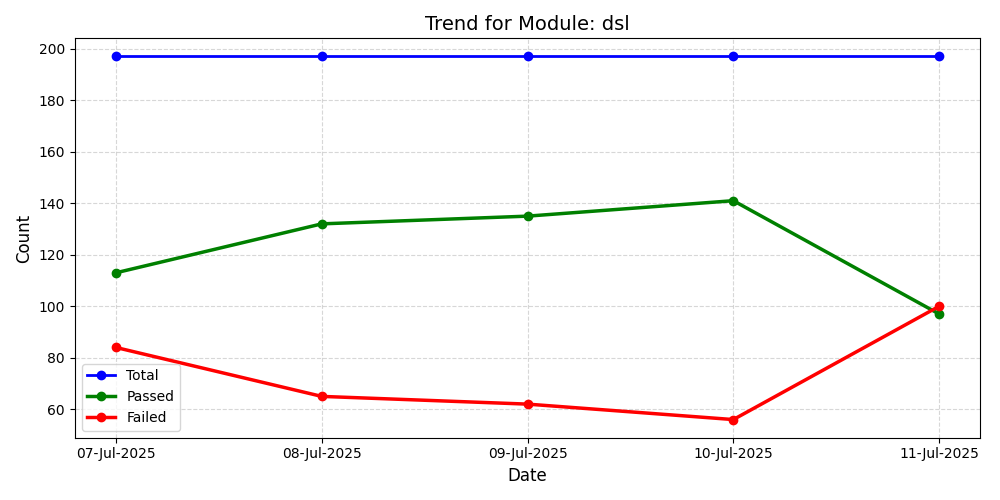 Trend for Module: dsl
Count
200
180
160
140
120
100
80
60
Total
Passed
Failed
07-Jul-2025
08-Jul-2025
09-Jul-2025
10-Jul-2025
11-Jul-2025
Date